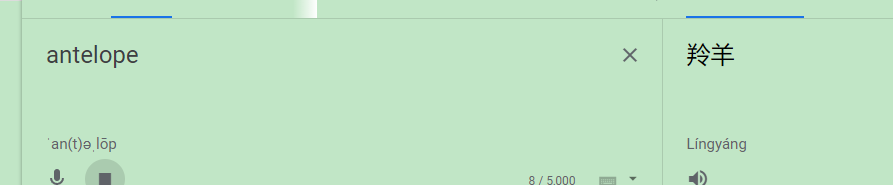 antelope
羚羊
ˈan(t)əˌlōp
Língyáng
8 / 5,000